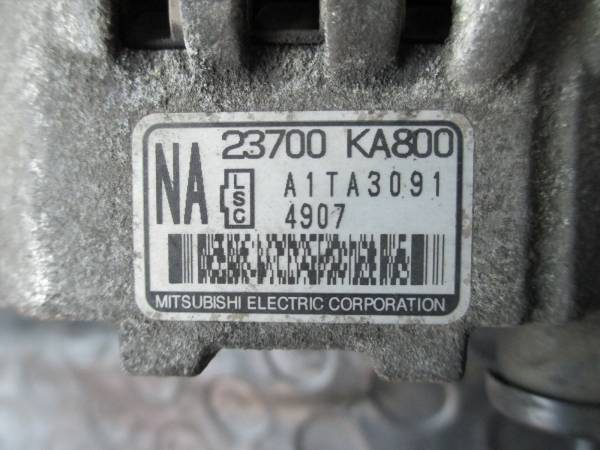 23700 KA800
NA LSC A1TA3091
4907
MITSUBISHI ELECTRIC CORPORATION